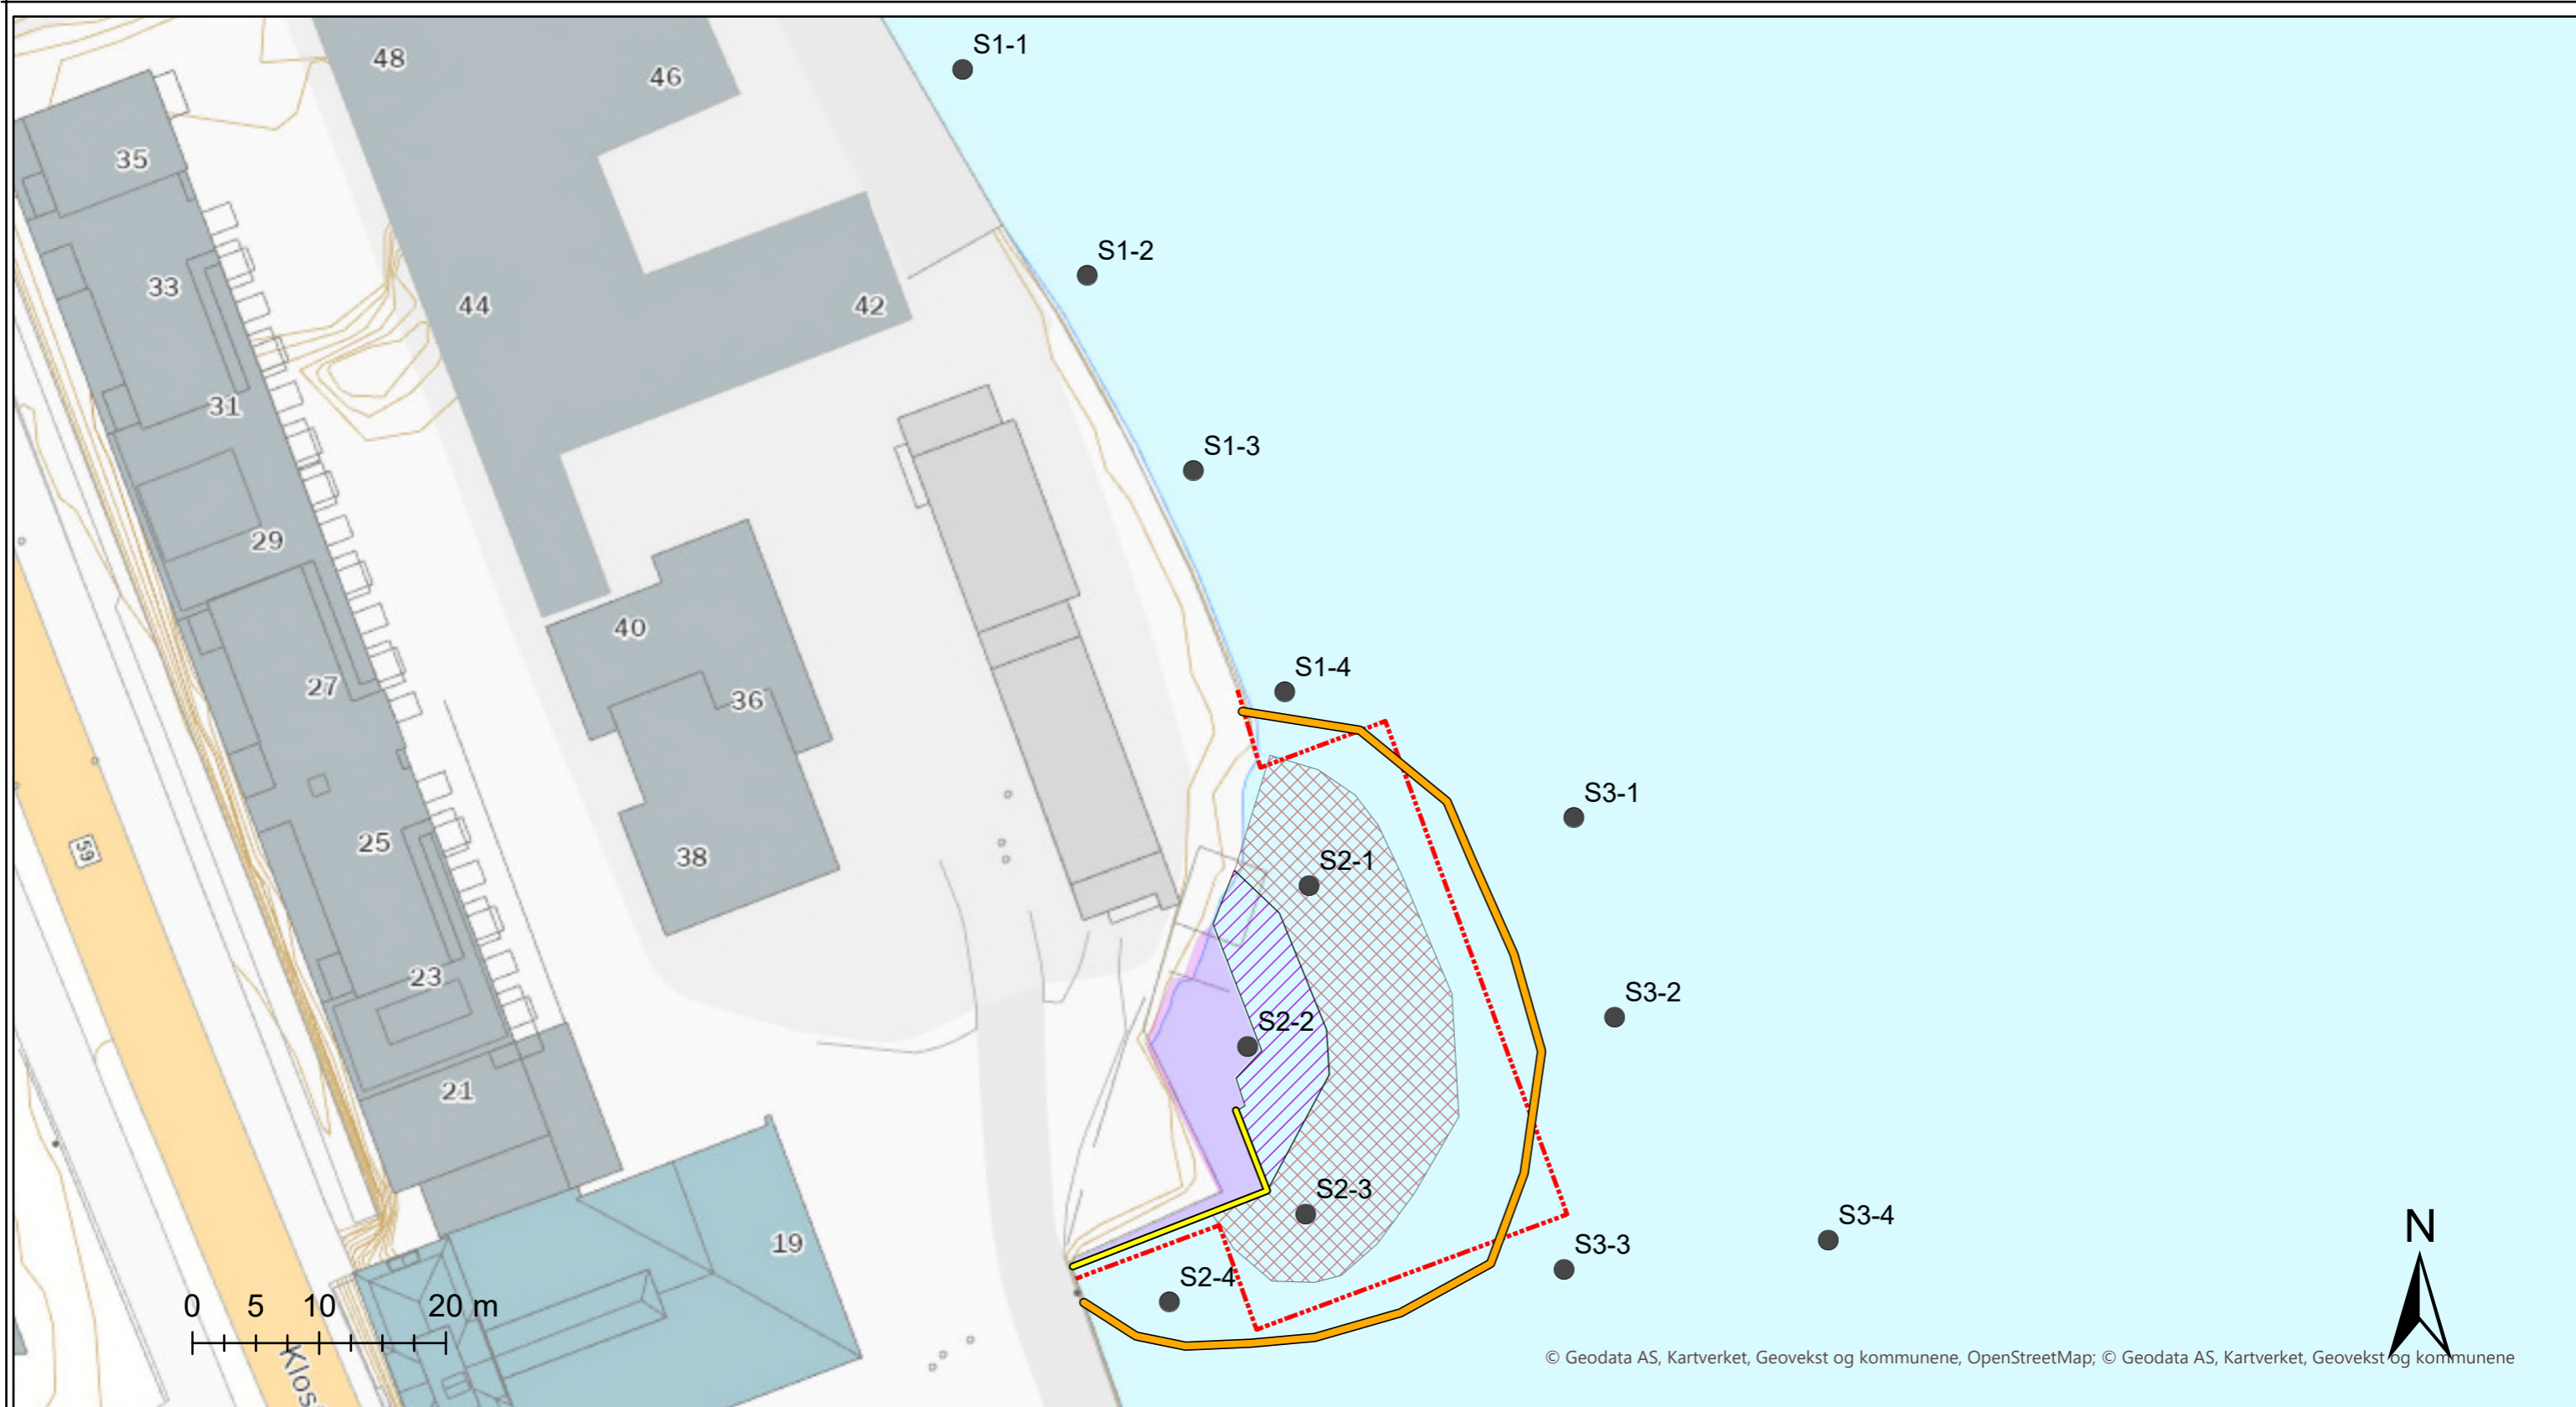 S1-1
48
46
35
S1-2
33
44
42
31
S1-3
29
40
S1-4
27
36
S3-1
59
25
38
S2-1
23
S3-2
S2-2
21
S2-3
19
S3-4
S3-3
N
S2-4
0 5 10 20 m
© Geodata AS, Kartverket, Geovekst og kommunene, OpenStreetMap; © Geodata AS, Kartverket, Geovekst og kommunene